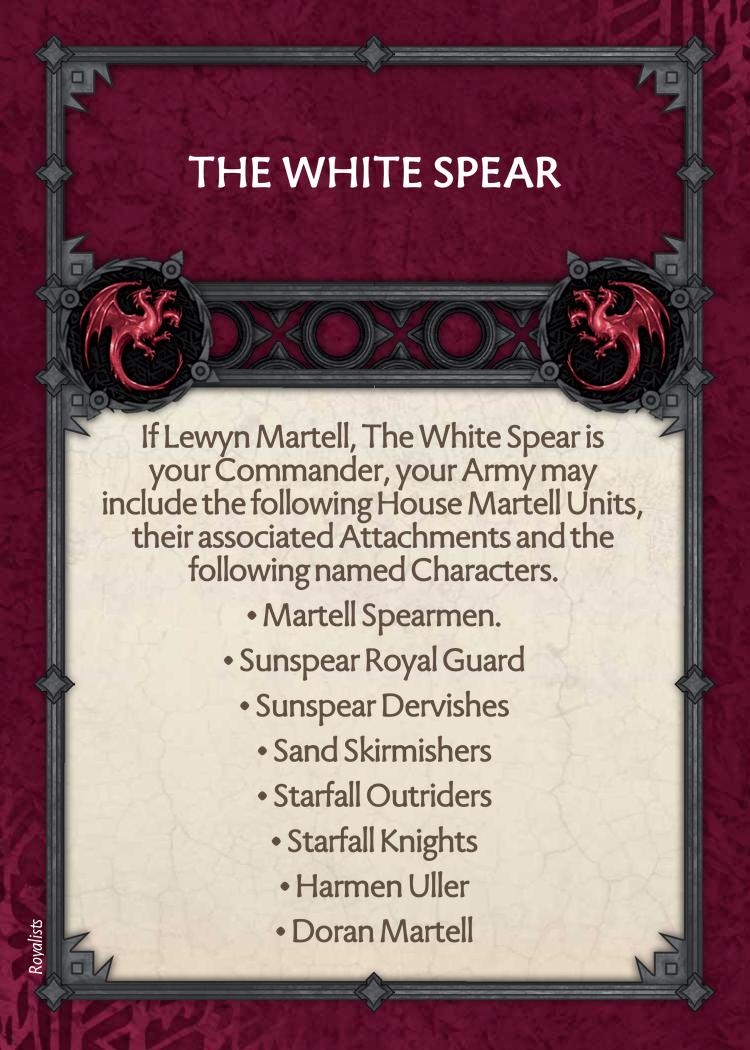 THE WHITE SPEAR
If Lewyn Martell, The White Spear is
your Commander, your Army may
include the following House Martell Units,
their associated Attachments and the
following named Characters.
• Martell Spearmen.
• Sunspear Royal Guard
• Sunspear Dervishes
• Sand Skirmishers
• Starfall Outriders
• Starfall Knights
• Harmen Uller
• Doran Martell
Royalists